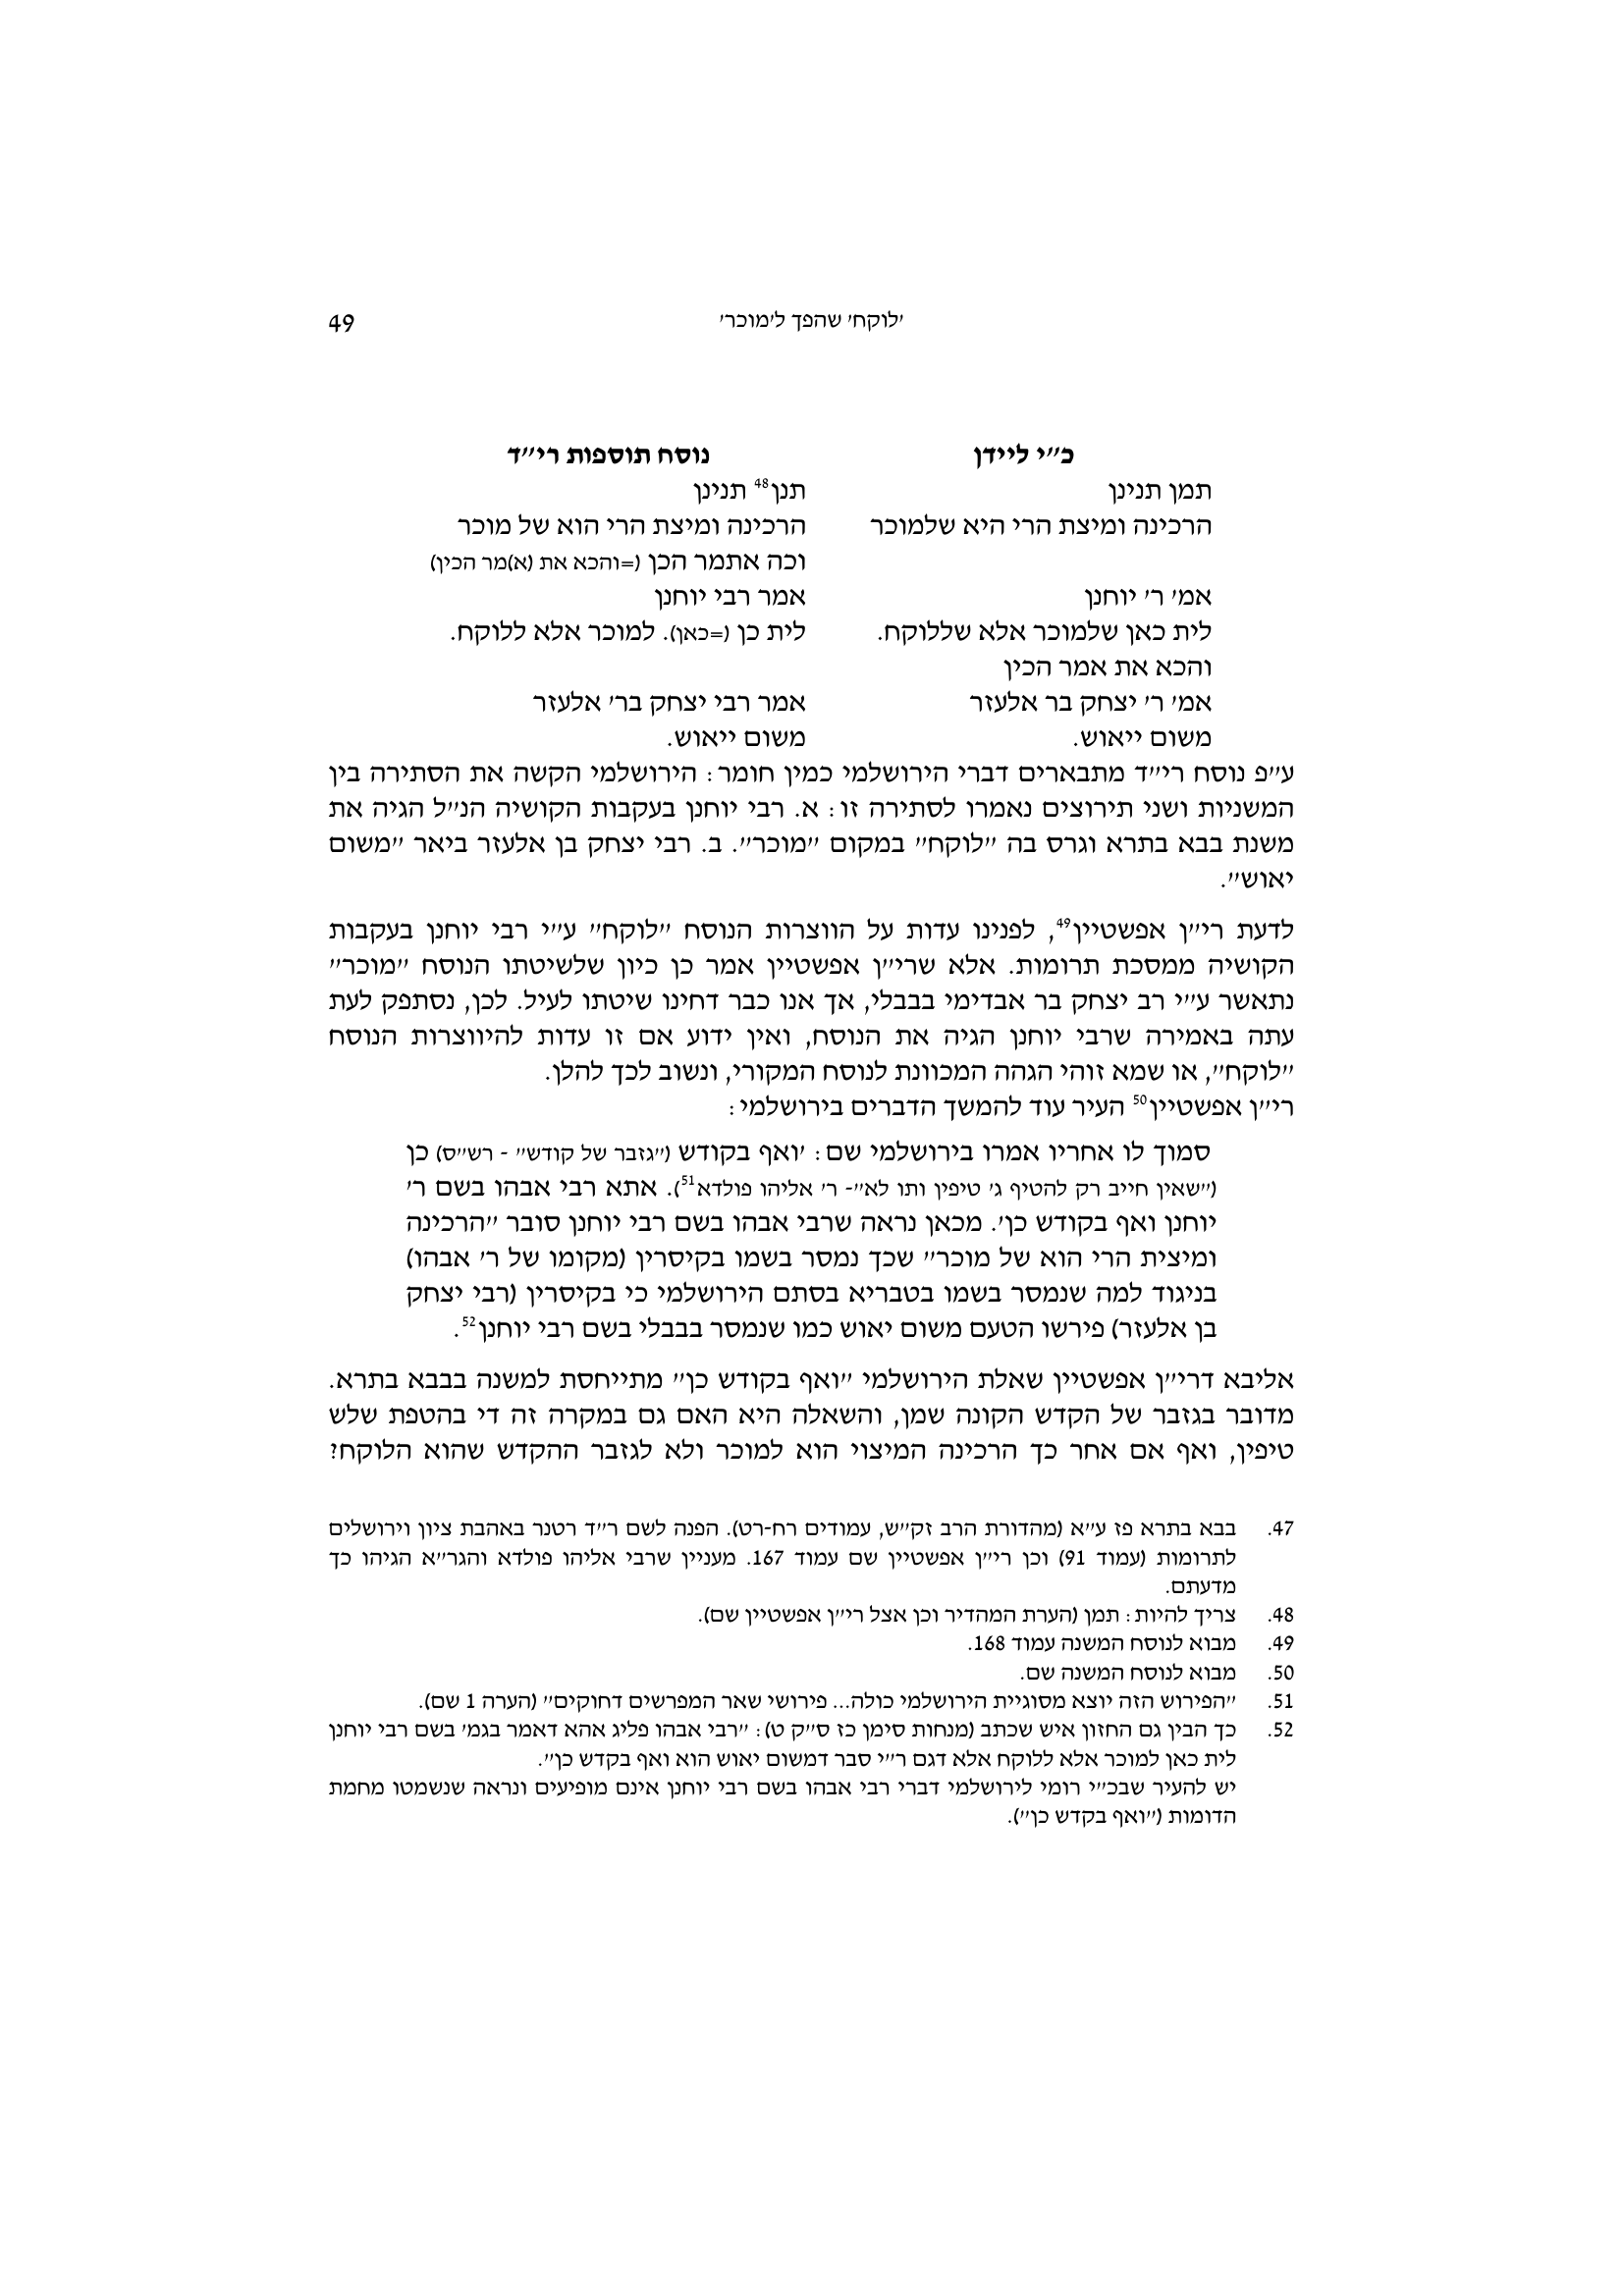 'לוקח' שהפך ל'מוכר' 49
כ"י ליידן נוסח תוספות רי"ד
תמן תנינן תנן48 תנינן
הרכינה ומיצת הרי היא שלמוכר הרכינה ומיצת הרי הוא של מוכר
וכה אתמר הכן (=והכא את (א)מר הכין)
אמ' ר' יוחנן אמר רבי יוחנן
לית כאן שלמוכר אלא שללוקח. לית כן (=כאן). למוכר אלא ללוקח.
והכא את אמר הכין
אמ' ר' יצחק בר אלעזר אמר רבי יצחק בר' אלעזר
משום ייאוש. משום ייאוש.
ע"פ נוסח רי"ד מתבארים דברי הירושלמי כמין חומר: הירושלמי הקשה את הסתירה בין
המשניות ושני תירוצים נאמרו לסתירה זו: א. רבי יוחנן בעקבות הקושיה הנ"ל הגיה את
משנת בבא בתרא וגרס בה "לוקח" במקום "מוכר". ב. רבי יצחק בן אלעזר ביאר "משום
יאוש".
לדעת רי"ן אפשטיין49, לפנינו עדות על הווצרות הנוסח "לוקח" ע"י רבי יוחנן בעקבות
הקושיה ממסכת תרומות. אלא שרי"ן אפשטיין אמר כן כיון שלשיטתו הנוסח "מוכר"
נתאשר ע"י רב יצחק בר אבדימי בבבלי, אך אנו כבר דחינו שיטתו לעיל. לכן, נסתפק לעת
עתה באמירה שרבי יוחנן הגיה את הנוסח, ואין ידוע אם זו עדות להיווצרות הנוסח
"לוקח", או שמא זוהי הגהה המכוונת לנוסח המקורי, ונשוב לכך להלן.
רי"ן אפשטיין50 העיר עוד להמשך הדברים בירושלמי:
סמוך לו אחריו אמרו בירושלמי שם: 'ואף בקודש ("גזבר של קודש" - רש"ס) כן
("שאין חייב רק להטיף ג' טיפין ותו לא"- ר' אליהו פולדא51). אתא רבי אבהו בשם ר'
יוחנן ואף בקודש כן'. מכאן נראה שרבי אבהו בשם רבי יוחנן סובר "הרכינה
ומיצית הרי הוא של מוכר" שכך נמסר בשמו בקיסרין (מקומו של ר' אבהו)
בניגוד למה שנמסר בשמו בטבריא בסתם הירושלמי כי בקיסרין (רבי יצחק
בן אלעזר) פירשו הטעם משום יאוש כמו שנמסר בבבלי בשם רבי יוחנן52.
אליבא דרי"ן אפשטיין שאלת הירושלמי "ואף בקודש כן" מתייחסת למשנה בבבא בתרא.
מדובר בגזבר של הקדש הקונה שמן, והשאלה היא האם גם במקרה זה די בהטפת שלש
טיפין, ואף אם אחר כך הרכינה המיצוי הוא למוכר ולא לגזבר ההקדש שהוא הלוקח?
47. בבא בתרא פז ע"א (מהדורת הרב זק"ש, עמודים רח-רט). הפנה לשם ר"ד רטנר באהבת ציון וירושלים
לתרומות (עמוד 91) וכן רי"ן אפשטיין שם עמוד 167. מעניין שרבי אליהו פולדא והגר"א הגיהו כך
מדעתם.
48. צריך להיות: תמן (הערת המהדיר וכן אצל רי"ן אפשטיין שם).
49. מבוא לנוסח המשנה עמוד 168.
50. מבוא לנוסח המשנה שם.
51. "הפירוש הזה יוצא מסוגיית הירושלמי כולה... פירושי שאר המפרשים דחוקים" (הערה 1 שם).
52. כך הבין גם החזון איש שכתב (מנחות סימן כז ס"ק ט): "רבי אבהו פליג אהא דאמר בגמ' בשם רבי יוחנן
לית כאן למוכר אלא ללוקח אלא דגם ר"י סבר דמשום יאוש הוא ואף בקדש כן".
יש להעיר שבכ"י רומי לירושלמי דברי רבי אבהו בשם רבי יוחנן אינם מופיעים ונראה שנשמטו מחמת
הדומות ("ואף בקדש כן").